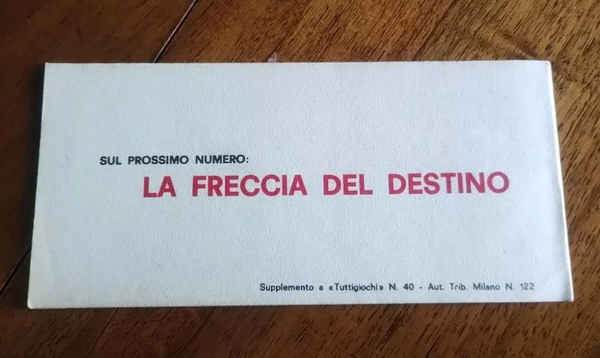 SUL PROSSIMO NUMERO:
LA FRECCIA DEL DESTINO
Supplemento a «Tuttigiochi» N. 40 - Aut. Trib. Milano N. 122